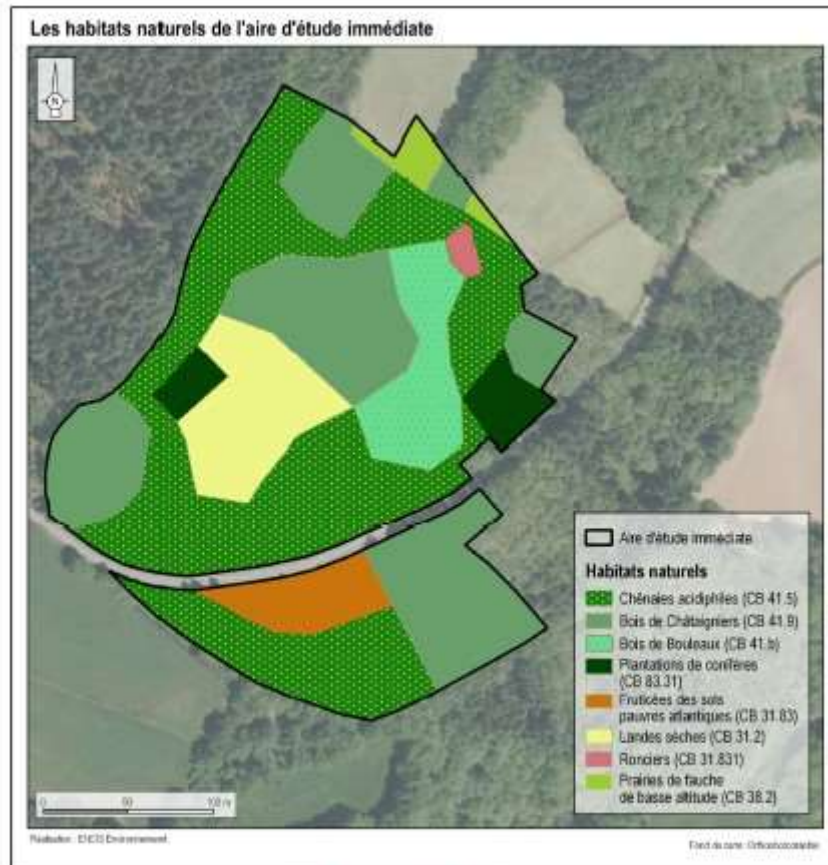 Les habitats naturels de l'aire d'étude immédiate
N
Aire d'étude immédiate
Habitats naturels
Chênaies acidiphiles (CB 41.5)
Bois de Châtaigniers (CB 41.9)
Bois de Bouleaux (CB 41.b)
Plantations de conifères
(CB 83.31)
Fruticées des sols
pauvres atlantiques (CB 31.83)
Landes sèches (CB 31.2)
Ronciers (CB 31.831)
Prairies de fauche
de basse altitude (CB 38.2)
0 50 100 m
Réalisation : ENCIS Environnement
Fond de carte: Orthophotographie